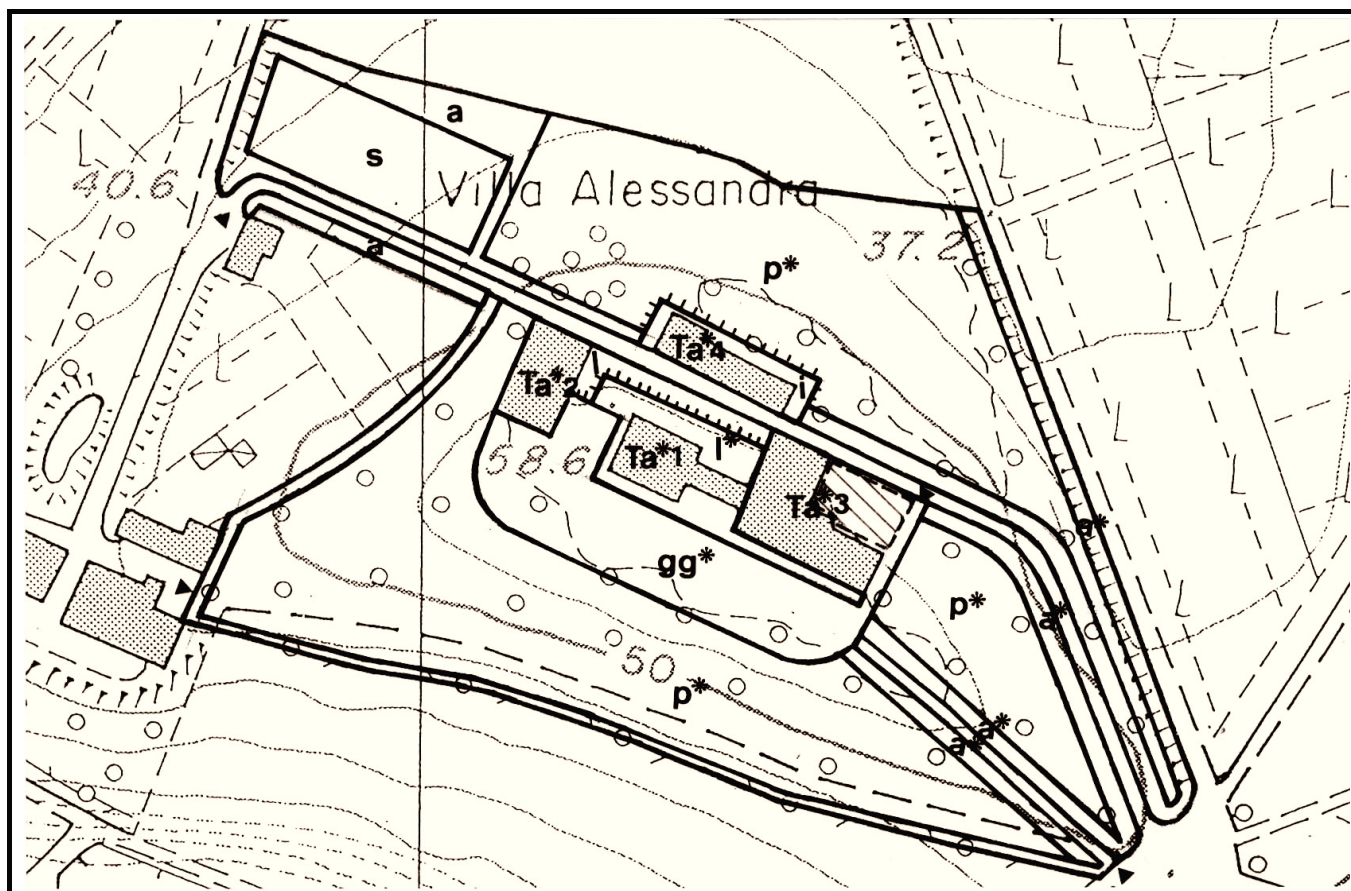 a
s
40.6
Villa Alessandra
a
37.2
p*
Ta*4
i
l
Ta*2
l*
58.6
Ta*1
Ta*3
a*
gg*
p*
a*
50
p*
a*
a*